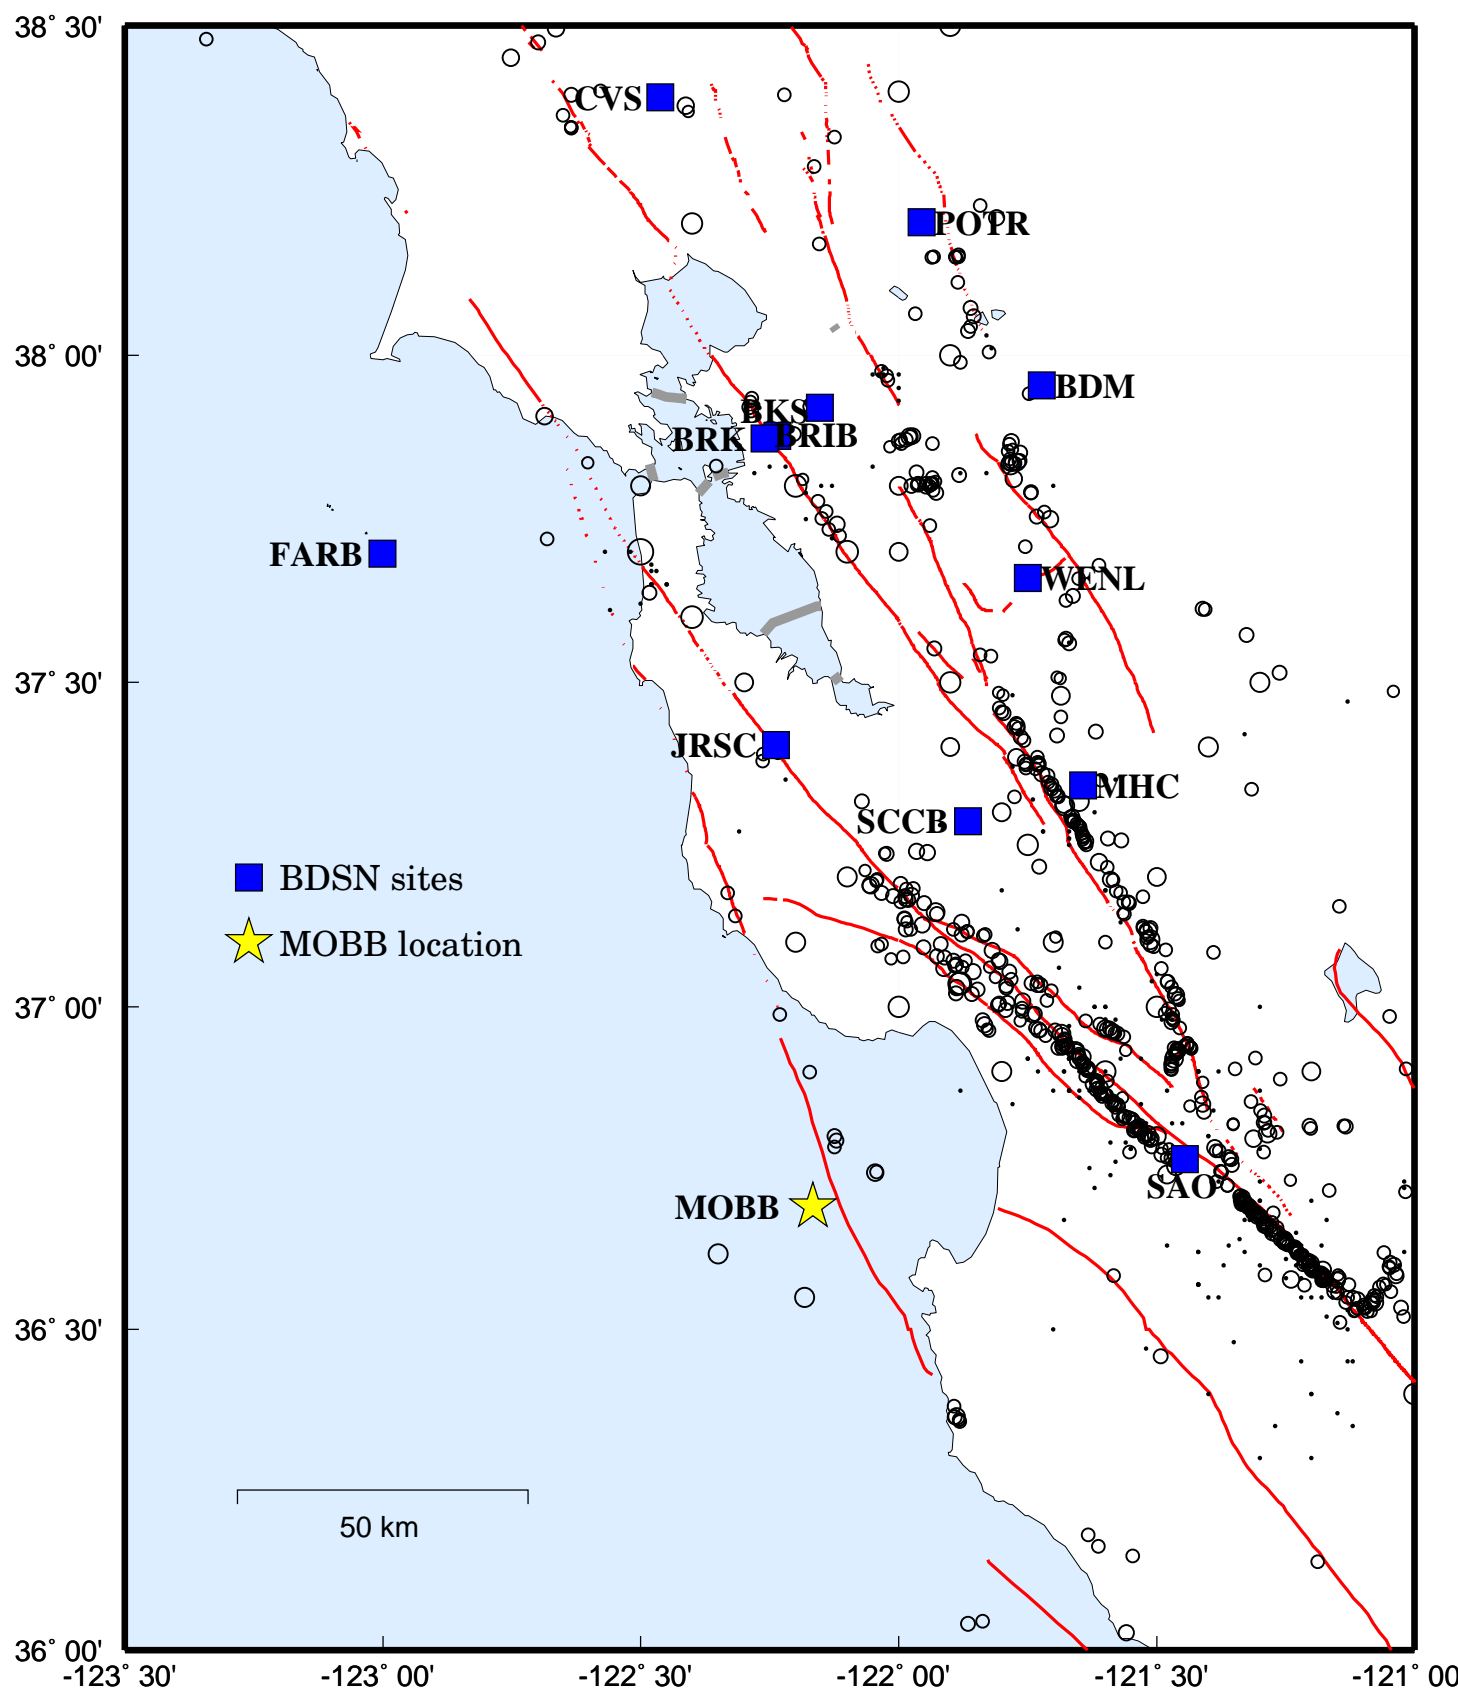 38° 30'
CVS
POTR
38° 00'
BDM
BKS
BRK
BRIB
FARB
WENL
37° 30'
JRSC
MHC
SCCB
BDSN sites
MOBB location
37° 00'
SAO
MOBB
36° 30'
50 km
36° 00'
-123° 30' -123° 00' -122° 30' -122° 00' -121° 30' -121° 00'